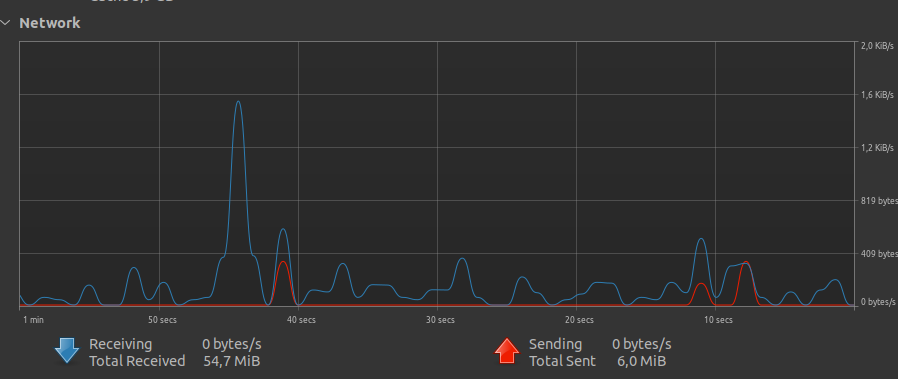 Network
2,0 KiB/s
1,6 KiB/s
1,2 KiB/s
819 bytes
409 bytes
0 bytes/s
1 min 50 secs 40 secs 30 secs 20 secs 10 secs
Receiving 0 bytes/s Sending 0 bytes/s
Total Received 54,7 MiB Total Sent 6,0 MiB